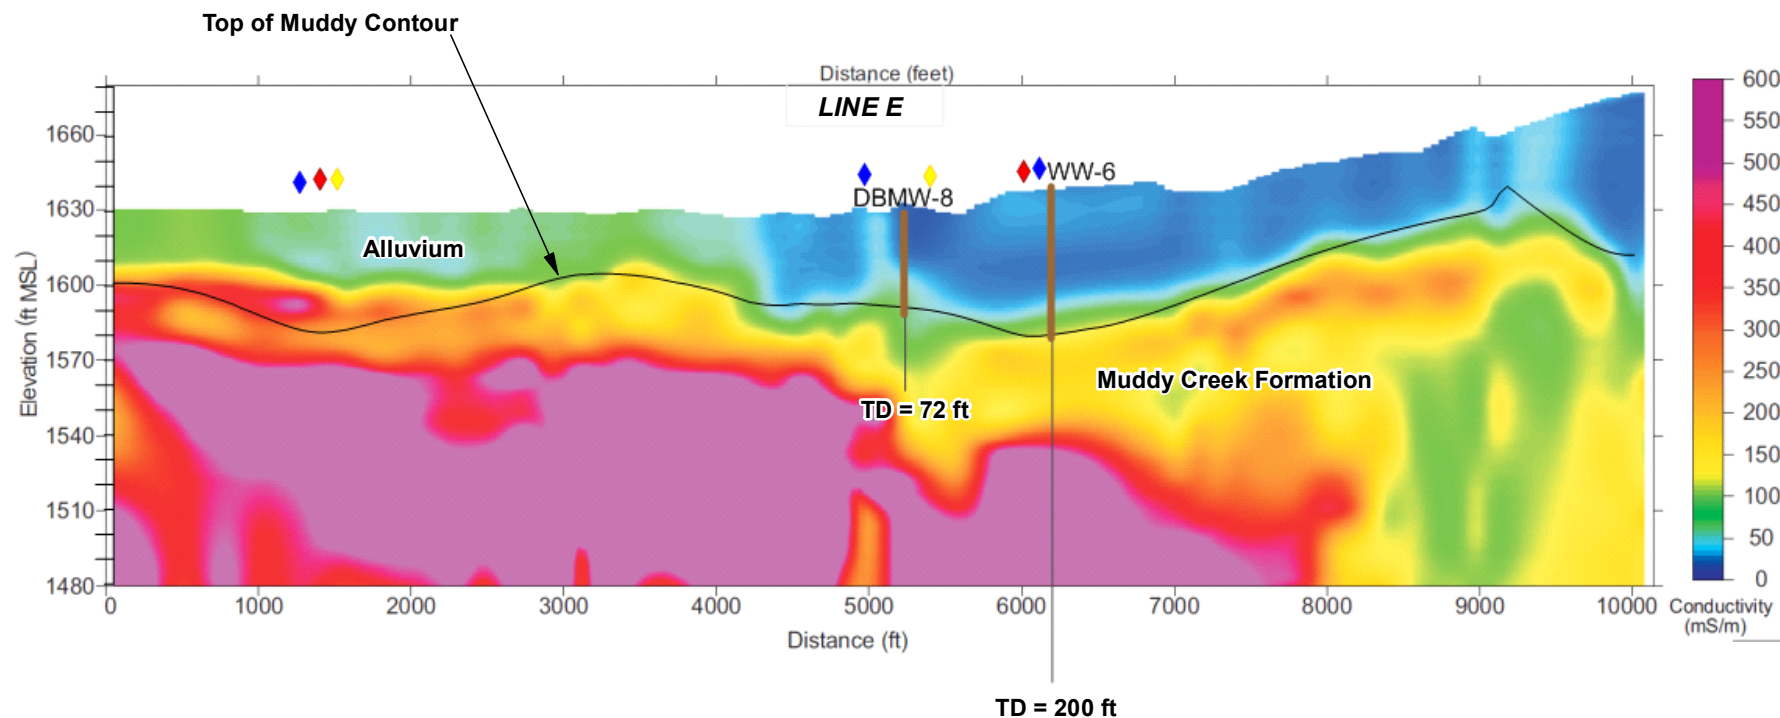 Top of Muddy Contour
Distance (feet)
LINE E
1660
1630
1600
1570
1540
1510
1480
Elevation (ft MSL)
DBMW-8
WW-6
Alluvium
Muddy Creek Formation
TD = 72 ft
0 1000 2000 3000 4000 5000 6000 7000 8000 9000 10000
Distance (ft)
TD = 200 ft
600
550
500
450
400
350
300
250
200
150
100
50
0
Conductivity
(mS/m)